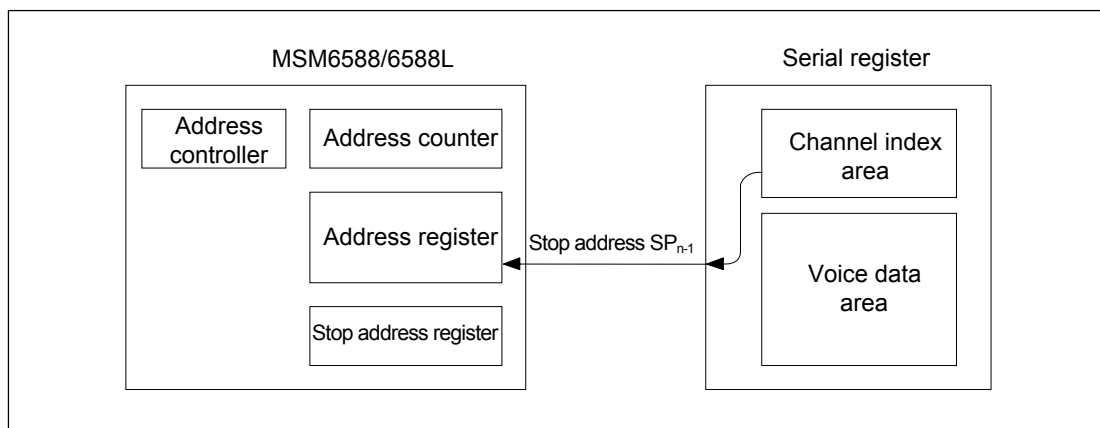 MSM6588/6588L
Serial register
Address
controller
Address counter
Address register
Stop address register
Stop address SPn-1
Channel index
area
Voice data
area